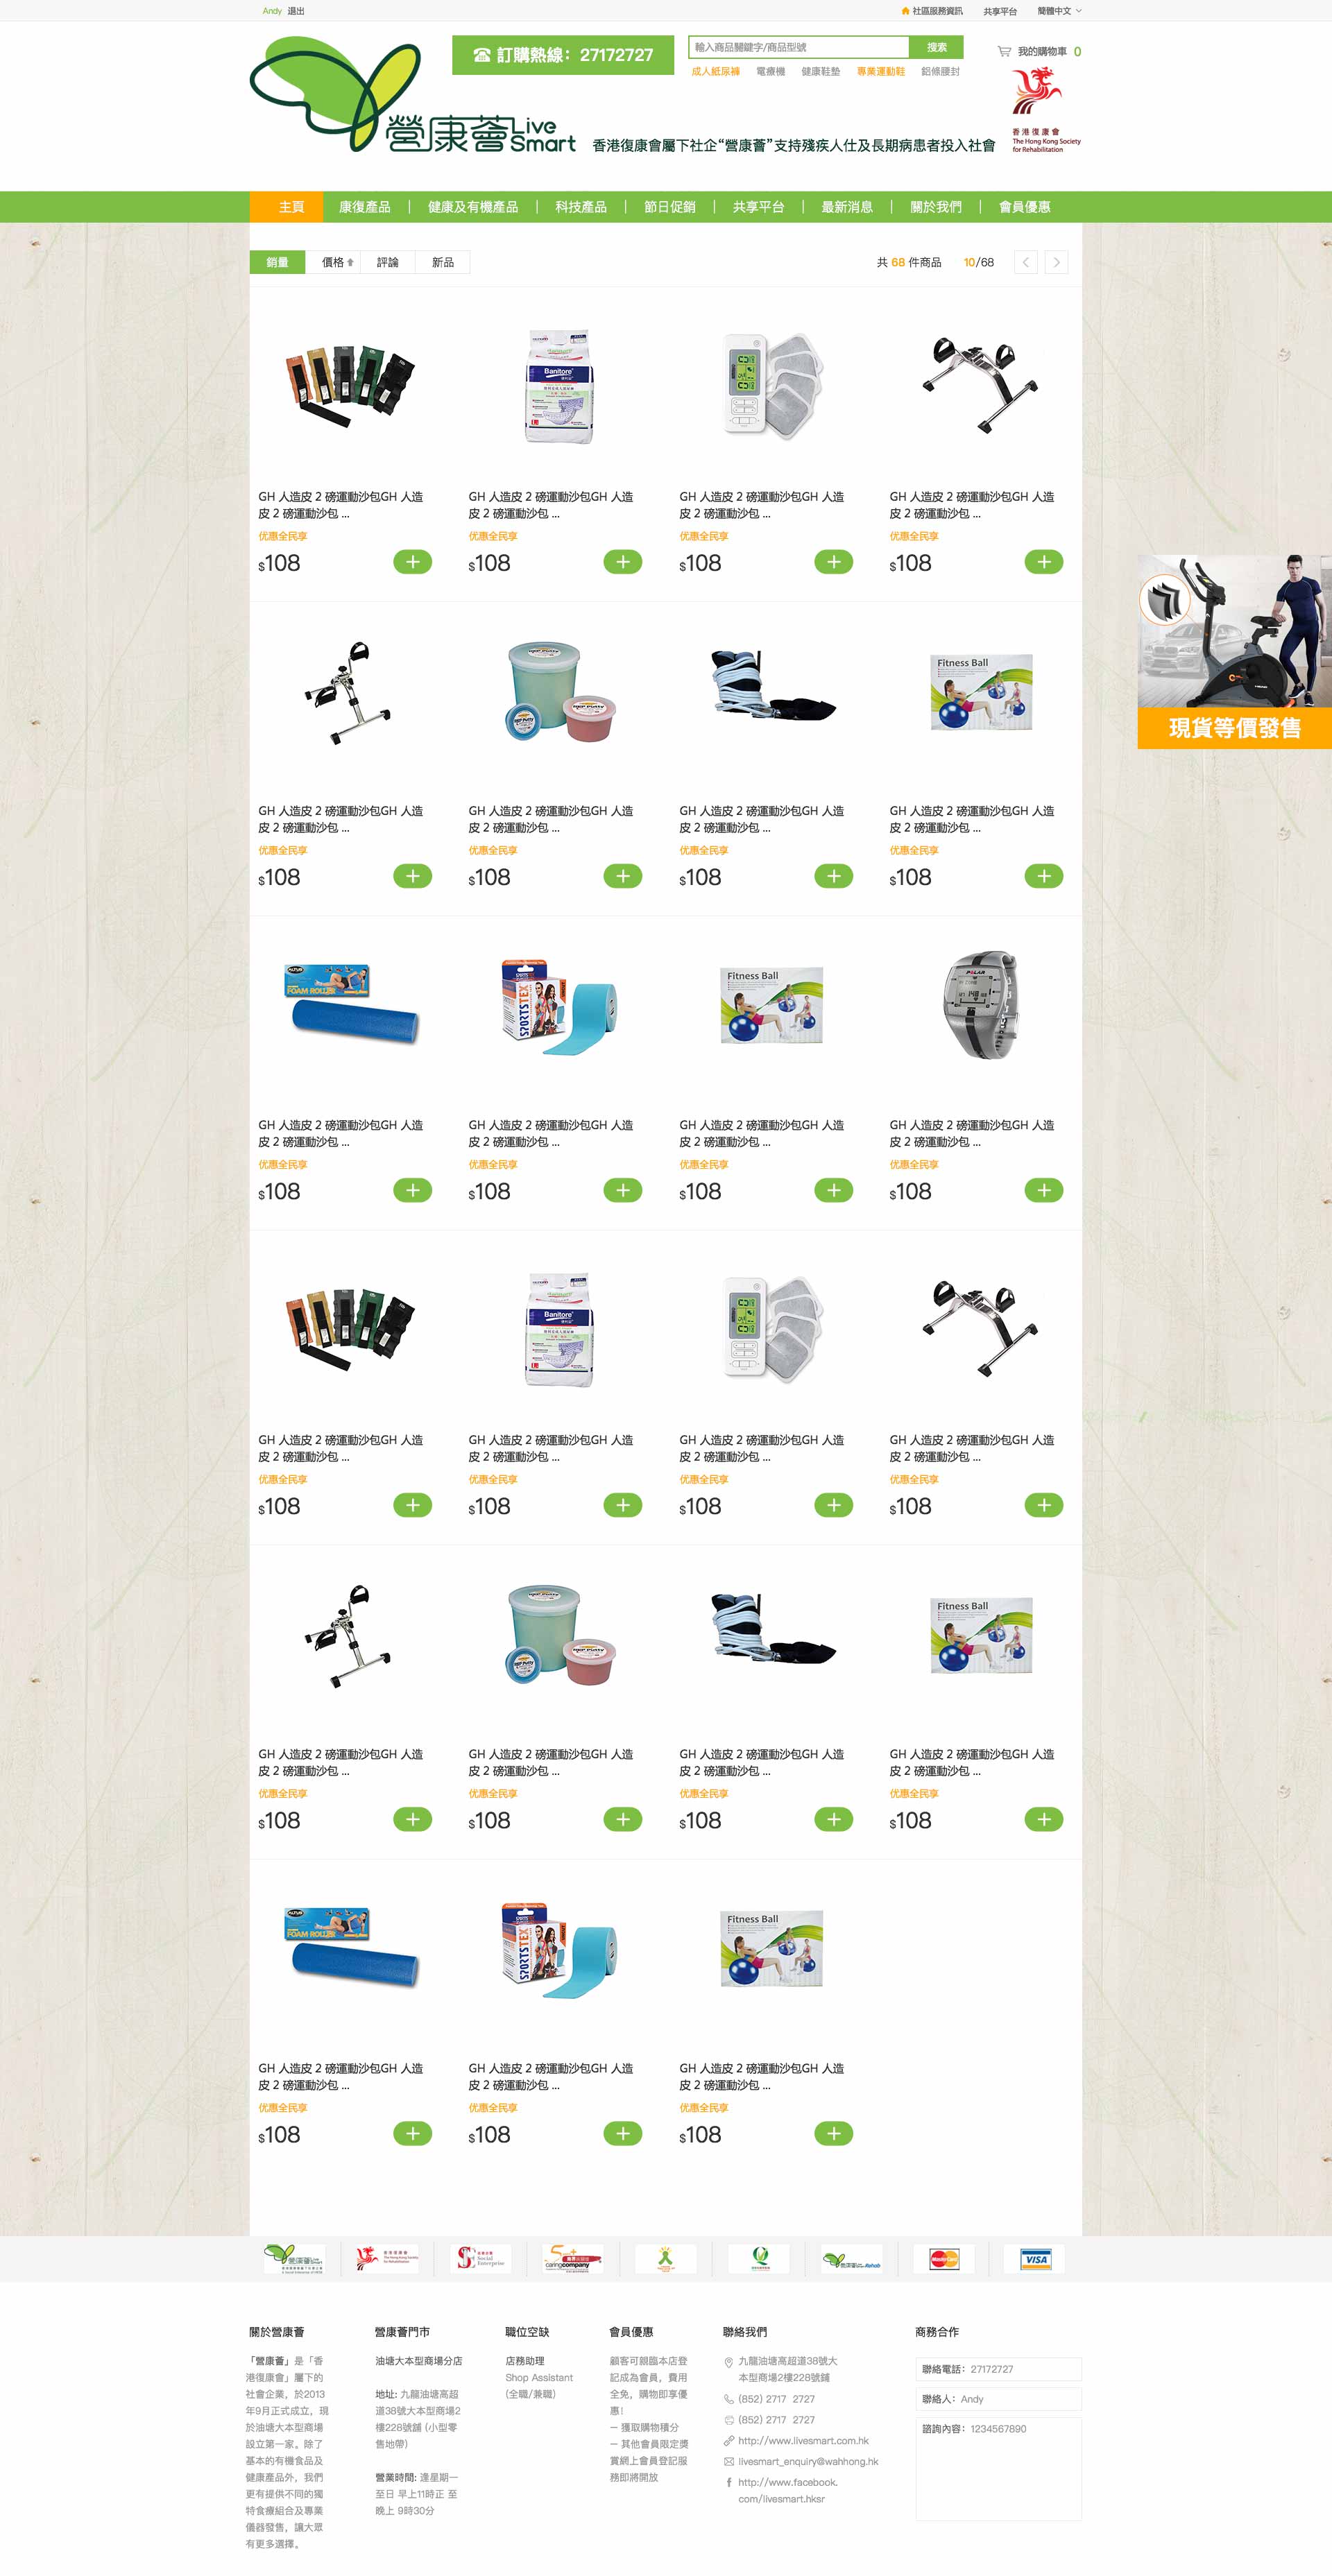 Andy 退出
社區服務資訊 共享平台 簡體中文
訂購熱線：27172727
輸入商品關鍵字/商品型號 搜索
我的購物車 0
成人紙尿褲 電療機 健康鞋墊 專業運動鞋 鋁條腰封
營康薈 Live Smart
香港復康會屬下社企“營康薈”支持殘疾人仕及長期病患者投入社會
香港復康會
The Hong Kong Society
for Rehabilitation
主頁 康復產品 健康及有機產品 科技產品 節日促銷 共享平台 最新消息 關於我們 會員優惠
銷量 價格 評論 新品
共 68 件商品 10/68
Banitore
GH 人造皮 2 磅運動沙包GH 人造 GH 人造皮 2 磅運動沙包GH 人造 GH 人造皮 2 磅運動沙包GH 人造 GH 人造皮 2 磅運動沙包GH 人造
皮 2 磅運動沙包 ... 皮 2 磅運動沙包 ... 皮 2 磅運動沙包 ... 皮 2 磅運動沙包 ...
优惠全民享 优惠全民享 优惠全民享 优惠全民享
$108 $108 $108 $108
現貨等價發售
Fitness Ball
GH 人造皮 2 磅運動沙包GH 人造 GH 人造皮 2 磅運動沙包GH 人造 GH 人造皮 2 磅運動沙包GH 人造 GH 人造皮 2 磅運動沙包GH 人造
皮 2 磅運動沙包 ... 皮 2 磅運動沙包 ... 皮 2 磅運動沙包 ... 皮 2 磅運動沙包 ...
优惠全民享 优惠全民享 优惠全民享 优惠全民享
$108 $108 $108 $108
FOAM ROLLER
SPORTSTEX
Fitness Ball
POLAR
GH 人造皮 2 磅運動沙包GH 人造 GH 人造皮 2 磅運動沙包GH 人造 GH 人造皮 2 磅運動沙包GH 人造 GH 人造皮 2 磅運動沙包GH 人造
皮 2 磅運動沙包 ... 皮 2 磅運動沙包 ... 皮 2 磅運動沙包 ... 皮 2 磅運動沙包 ...
优惠全民享 优惠全民享 优惠全民享 优惠全民享
$108 $108 $108 $108
Banitore
GH 人造皮 2 磅運動沙包GH 人造 GH 人造皮 2 磅運動沙包GH 人造 GH 人造皮 2 磅運動沙包GH 人造 GH 人造皮 2 磅運動沙包GH 人造
皮 2 磅運動沙包 ... 皮 2 磅運動沙包 ... 皮 2 磅運動沙包 ... 皮 2 磅運動沙包 ...
优惠全民享 优惠全民享 优惠全民享 优惠全民享
$108 $108 $108 $108
Fitness Ball
GH 人造皮 2 磅運動沙包GH 人造 GH 人造皮 2 磅運動沙包GH 人造 GH 人造皮 2 磅運動沙包GH 人造 GH 人造皮 2 磅運動沙包GH 人造
皮 2 磅運動沙包 ... 皮 2 磅運動沙包 ... 皮 2 磅運動沙包 ... 皮 2 磅運動沙包 ...
优惠全民享 优惠全民享 优惠全民享 优惠全民享
$108 $108 $108 $108
FOAM ROLLER
SPORTSTEX
Fitness Ball
GH 人造皮 2 磅運動沙包GH 人造 GH 人造皮 2 磅運動沙包GH 人造 GH 人造皮 2 磅運動沙包GH 人造
皮 2 磅運動沙包 ... 皮 2 磅運動沙包 ... 皮 2 磅運動沙包 ...
优惠全民享 优惠全民享 优惠全民享
$108 $108 $108
Social Enterprise
caringcompany
MasterCard
VISA
關於營康薈
「營康薈」是「香
港復康會」屬下的
社會企業，於2013
年9月正式成立，現
於油塘大本型商場
設立第一家。除了
基本的有機食品及
健康產品外，我們
更有提供不同的獨
特食療組合及專業
儀器發售，讓大眾
有更多選擇。
營康薈門市
油塘大本型商場分店
地址: 九龍油塘高超
道38號大本型商場2
樓228號舖 (小型零
售地帶)
營業時間: 逢星期一
至日 早上11時正 至
晚上 9時30分
職位空缺
店務助理
Shop Assistant
(全職/兼職)
會員優惠
顧客可親臨本店登
記成為會員，費用
全免，購物即享優
惠！
— 獲取購物積分
— 其他會員限定獎
賞網上會員登記服
務即將開放
聯絡我們
九龍油塘高超道38號大
本型商場2樓228號鋪
(852) 2717 2727
(852) 2717 2727
http://www.livesmart.com.hk
livesmart_enquiry@wahhong.hk
http://www.facebook.
com/livesmart.hksr
商務合作
聯絡電話：27172727
聯絡人：Andy
諮詢內容：1234567890